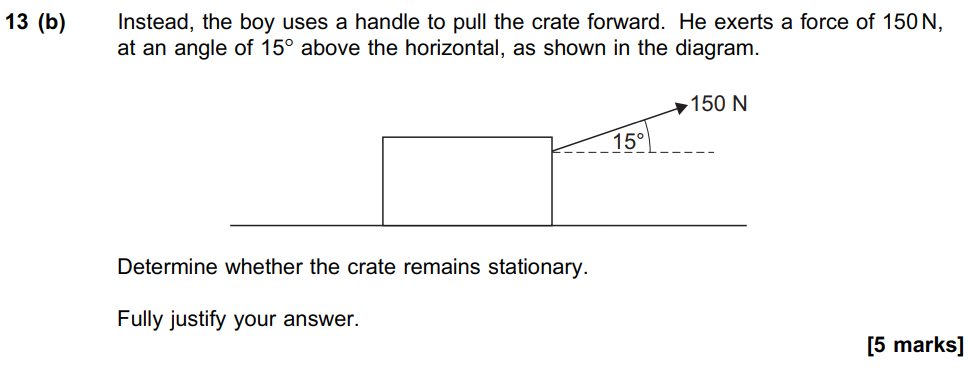 13 (b) Instead, the boy uses a handle to pull the crate forward. He exerts a force of 150 N,
at an angle of 15° above the horizontal, as shown in the diagram.
150 N
15°
Determine whether the crate remains stationary.
Fully justify your answer.
[5 marks]